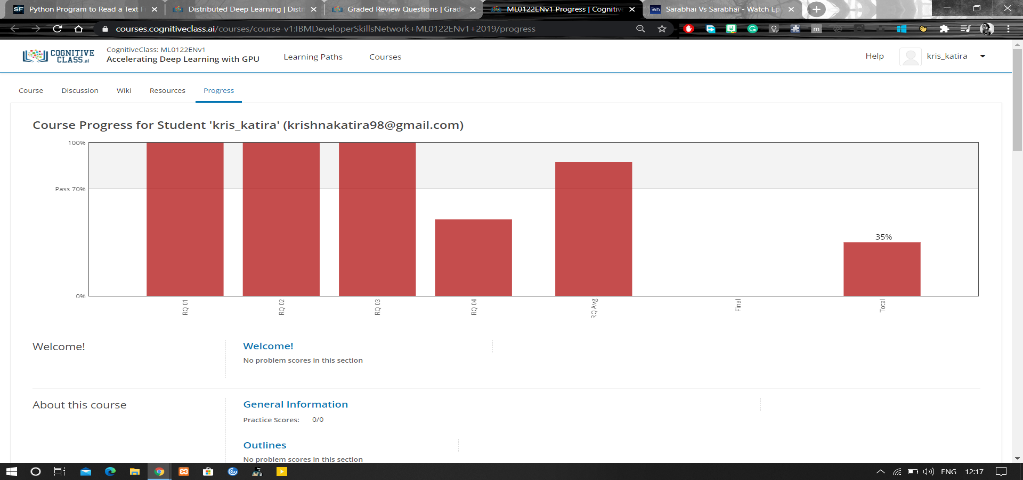 Python Program to Read a Text
Distributed Deep Learning | Dist
Graded Review Questions | Grad
ML0122ENv1 Progress | Cognitiv
Sarabhai Vs Sarabhai - Watch Ep
courses.cognitiveclass.ai/courses/course-v1:IBMDeveloperSkillsNetwork+ML0122ENv1+2019/progress
COGNITIVE
CLASS.ai
CognitiveClass: ML0122ENv1
Accelerating Deep Learning with GPU
Learning Paths
Courses
Help
kris_katira
Course
Discussion
Wiki
Resources
Progress
Course Progress for Student 'kris_katira' (krishnakatira98@gmail.com)
100%
Pass 70%
0%
35%
RQ 01
RQ 02
RQ 03
RQ 04
RQ Avg
Final
Total
Welcome!
Welcome!
No problem scores in this section
About this course
General Information
Practice Scores: 0/0
Outlines
No problem scores in this section
ENG
12:17